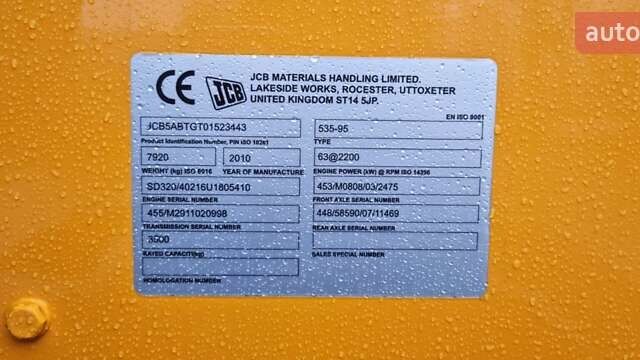 auto
CE JCB JCB MATERIALS HANDLING LIMITED.
LAKESIDE WORKS, ROCESTER, UTTOXETER
UNITED KINGDOM ST14 5JP.
EN ISO 9001
JCB5ABTGT01523443 535-95
Product Identification Number, PIN ISO 10261 TYPE
7920 2010 63@2200
WEIGHT (kg) ISO 6016 YEAR OF MANUFACTURE ENGINE POWER (kW) @ RPM ISO 14396
SD320/40216U1805410 453/M0808/03/2475
ENGINE SERIAL NUMBER FRONT AXLE SERIAL NUMBER
455/M2911020998 448/58590/07/11469
TRANSMISSION SERIAL NUMBER REAR AXLE SERIAL NUMBER
3500
RATED CAPACITY(kg) SALES SPECIAL NUMBER
HOMOLOGATION NUMBER